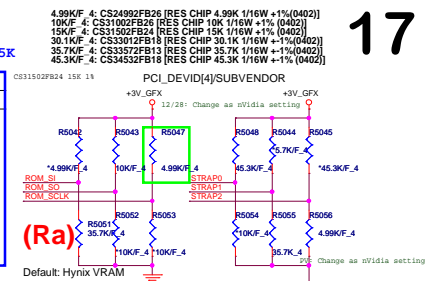 4.99K/F_4: CS24992FB26 [RES CHIP 4.99K 1/16W +1%(0402)]
10K/F_4: CS31002FB26 [RES CHIP 10K 1/16W +1% (0402)]
15K/F_4: CS31502FB24 [RES CHIP 15K 1/16W +1% (0402)]
30.1K/F_4: CS33012FB18 [RES CHIP 30.1K 1/16W +-1%(0402)]
35.7K/F_4: CS33572FB13 [RES CHIP 35.7K 1/16W +-1%(0402)]
45.3K/F_4: CS34532FB18 [RES CHIP 45.3K 1/16W +-1% (0402)]
17
5K
CS31502FB24 15K 1%
PCI_DEVID[4]/SUBVENDOR
+3V_GFX
+3V_GFX
12/28: Change as nVidia setting
R5042 R5043 R5047 R5048 R5044 R5045
*5.7K/F_4
*4.99K/F_4 10K/F_4 4.99K/F_4 45.3K/F_4 *45.3K/F_4
ROM_SI STRAP0
ROM_SO STRAP1
ROM_SCLK STRAP2
R5051 R5052 R5053 R5054 R5055 R5056
(Ra) 35.7K/F_4 *10K/F_4 4.99K/F_4
*10K/F_4 *10K/F_4 35.7K_4
Change as nVidia setting
Default: Hynix VRAM